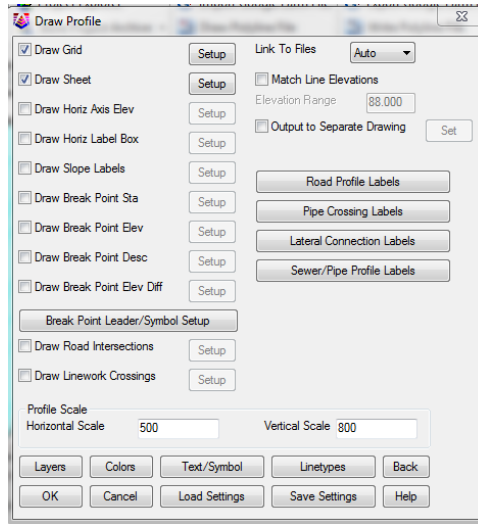 Draw Profile
Draw Grid Setup Link To Files Auto
Draw Sheet Setup Match Line Elevations
Draw Horiz Axis Elev Setup Elevation Range 88.000
Draw Horiz Label Box Setup Output to Separate Drawing Set
Draw Slope Labels Setup
Road Profile Labels
Draw Break Point Sta Setup
Pipe Crossing Labels
Draw Break Point Elev Setup
Lateral Connection Labels
Draw Break Point Desc Setup
Sewer/Pipe Profile Labels
Draw Break Point Elev Diff Setup
Break Point Leader/Symbol Setup
Draw Road Intersections Setup
Draw Linework Crossings Setup
Profile Scale
Horizontal Scale 500 Vertical Scale 800
Layers Colors Text/Symbol Linetypes Back
OK Cancel Load Settings Save Settings Help